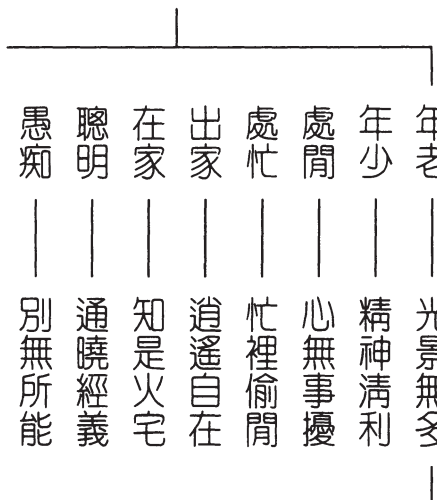 年老
光景無多
年少
精神清利
處閒
心無事擾
處忙
忙裡偷閒
出家
逍遙自在
在家
知是火宅
聰明
通曉經義
愚痴
別無所能